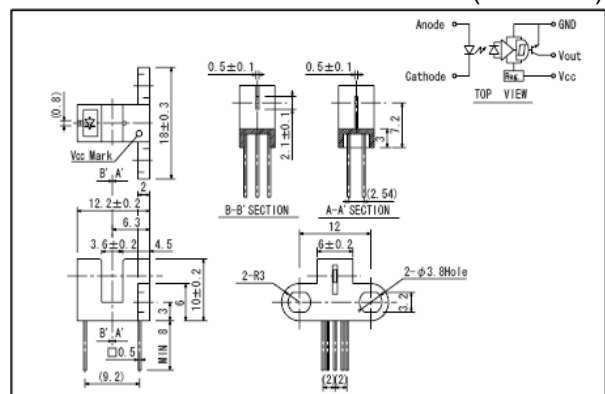 Anode
GND
Vout
Cathode
Reg.
Vcc
TOP VIEW
0.5±0.1
0.5±0.1
(0.8)
18±0.3
2.1±0.1
7.2
3
Vcc Mark
B' A'
2
(2.54)
B-B' SECTION
A-A' SECTION
12.2±0.2
6.3
12
3.6±0.2
4.5
6±0.2
2-R3
2-φ3.8Hole
10±0.2
6
3
3.2
B' A'
□0.5
MIN 8
(9.2)
(2)
(2)